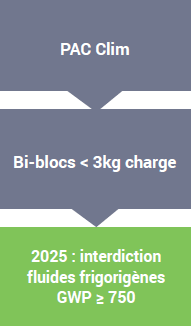 PAC Clim
Bi-blocs < 3kg charge
2025 : interdiction
fluides frigorigènes
GWP ≥ 750